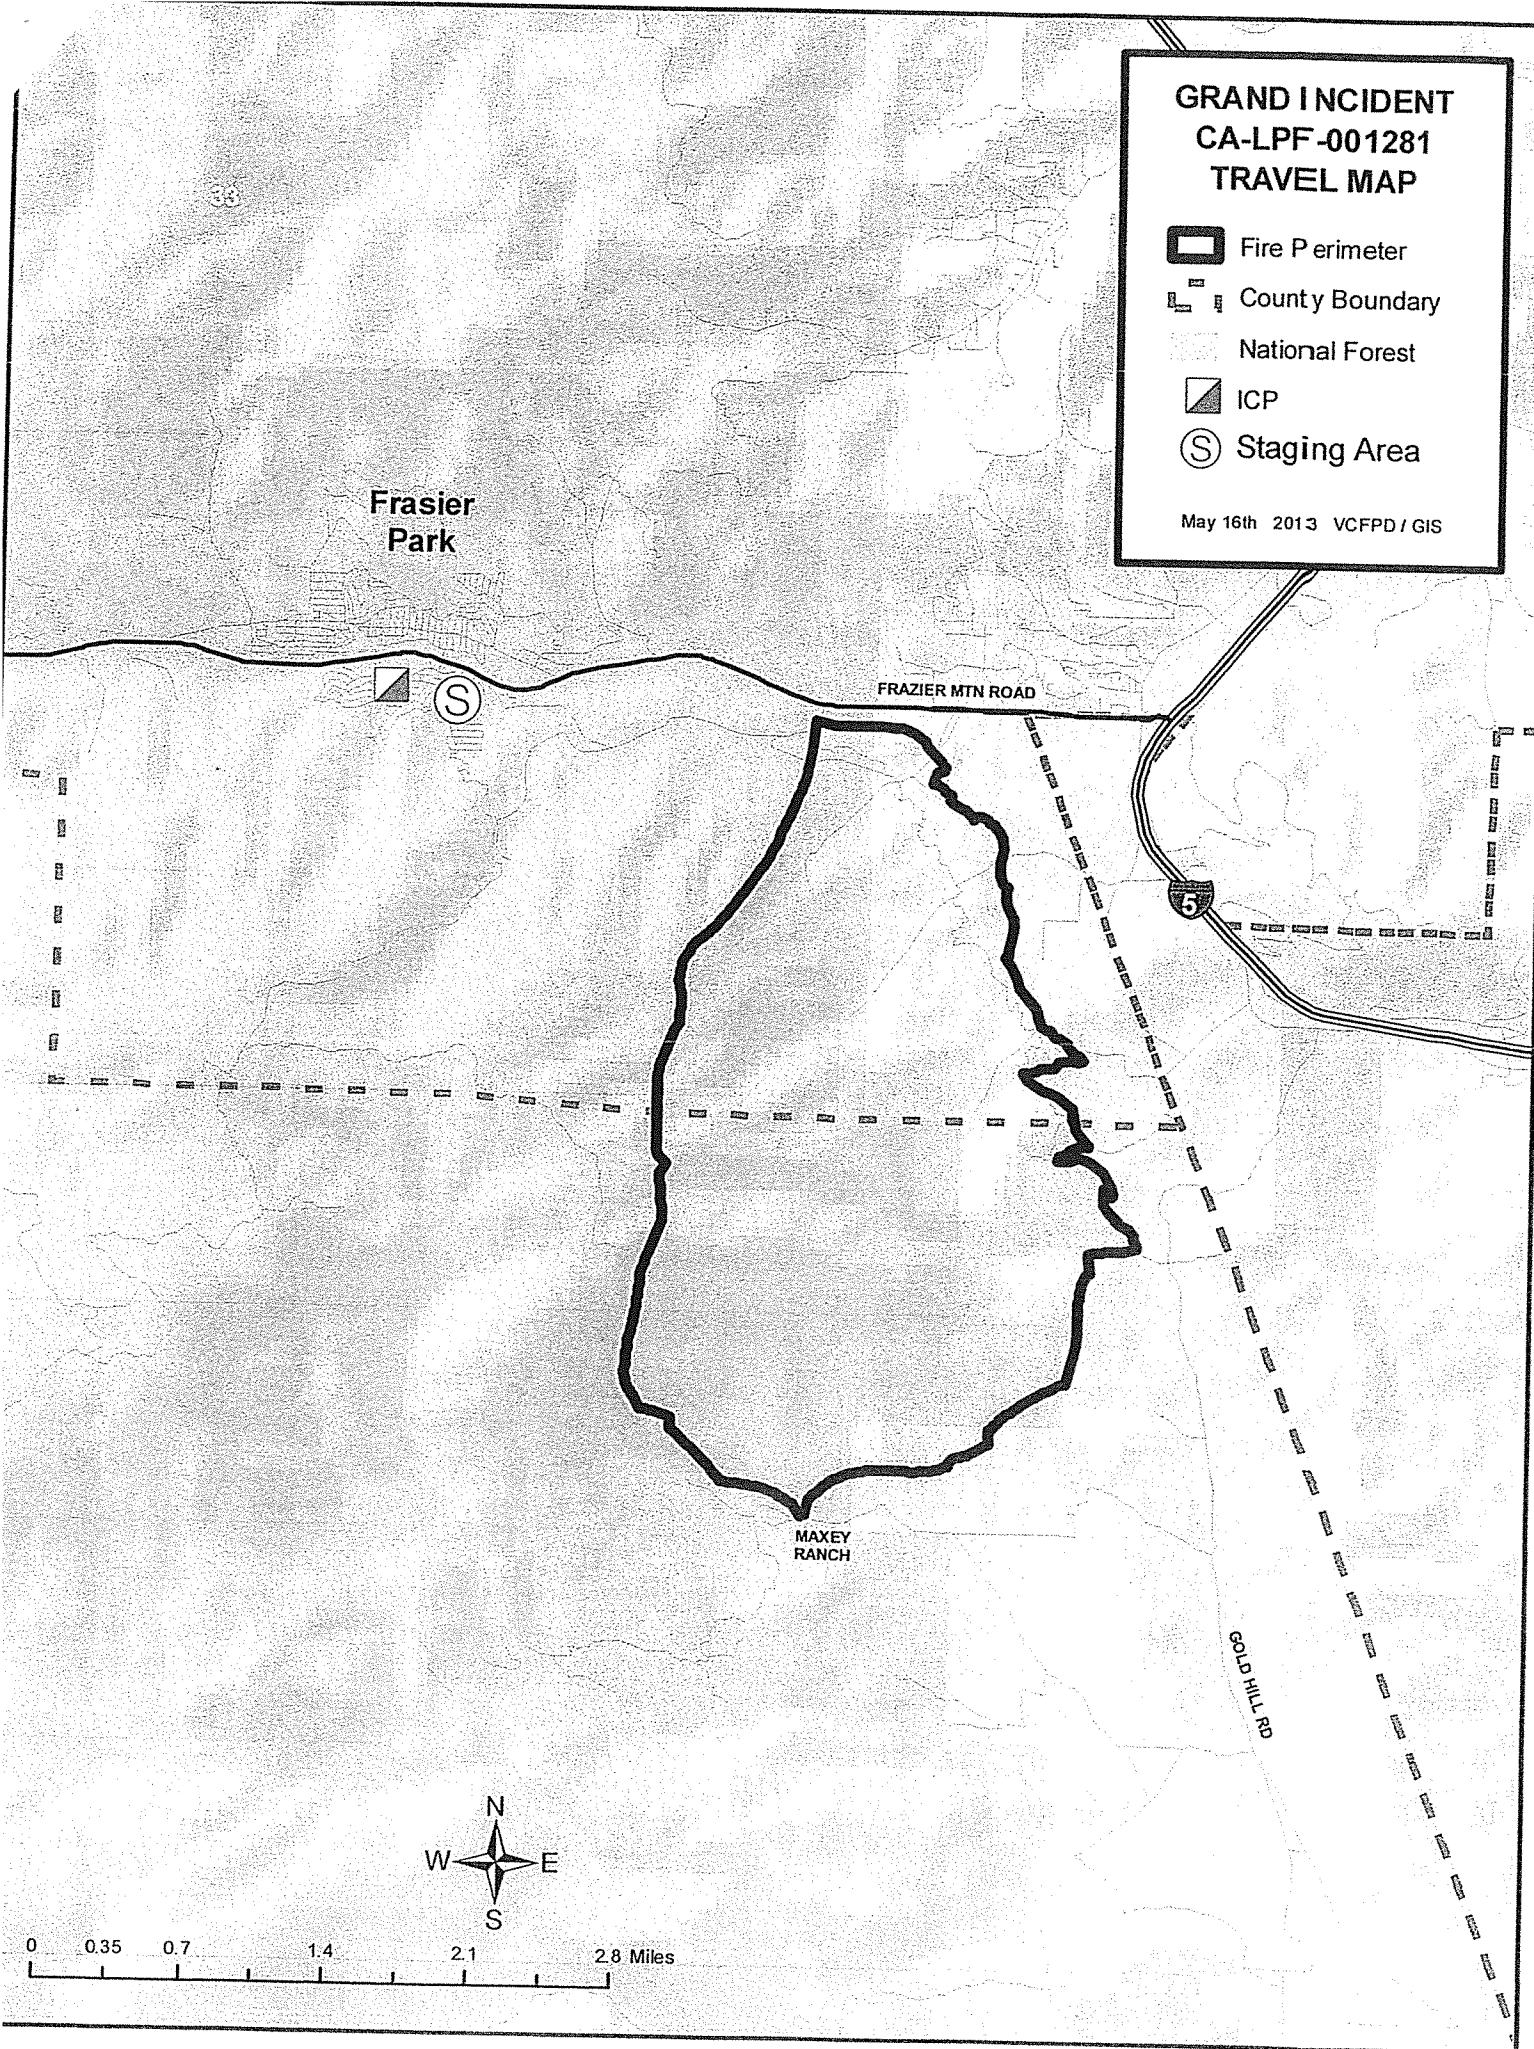 GRAND INCIDENT
CA-LPF-001281
TRAVEL MAP
Fire Perimeter
County Boundary
National Forest
ICP
S Staging Area
May 16th 2013 VCFPD / GIS
33
Frasier
Park
S
FRAZIER MTN ROAD
5
MAXEY
RANCH
GOLD HILL RD
N
W E
S
0 0.35 0.7 1.4 2.1 2.8 Miles